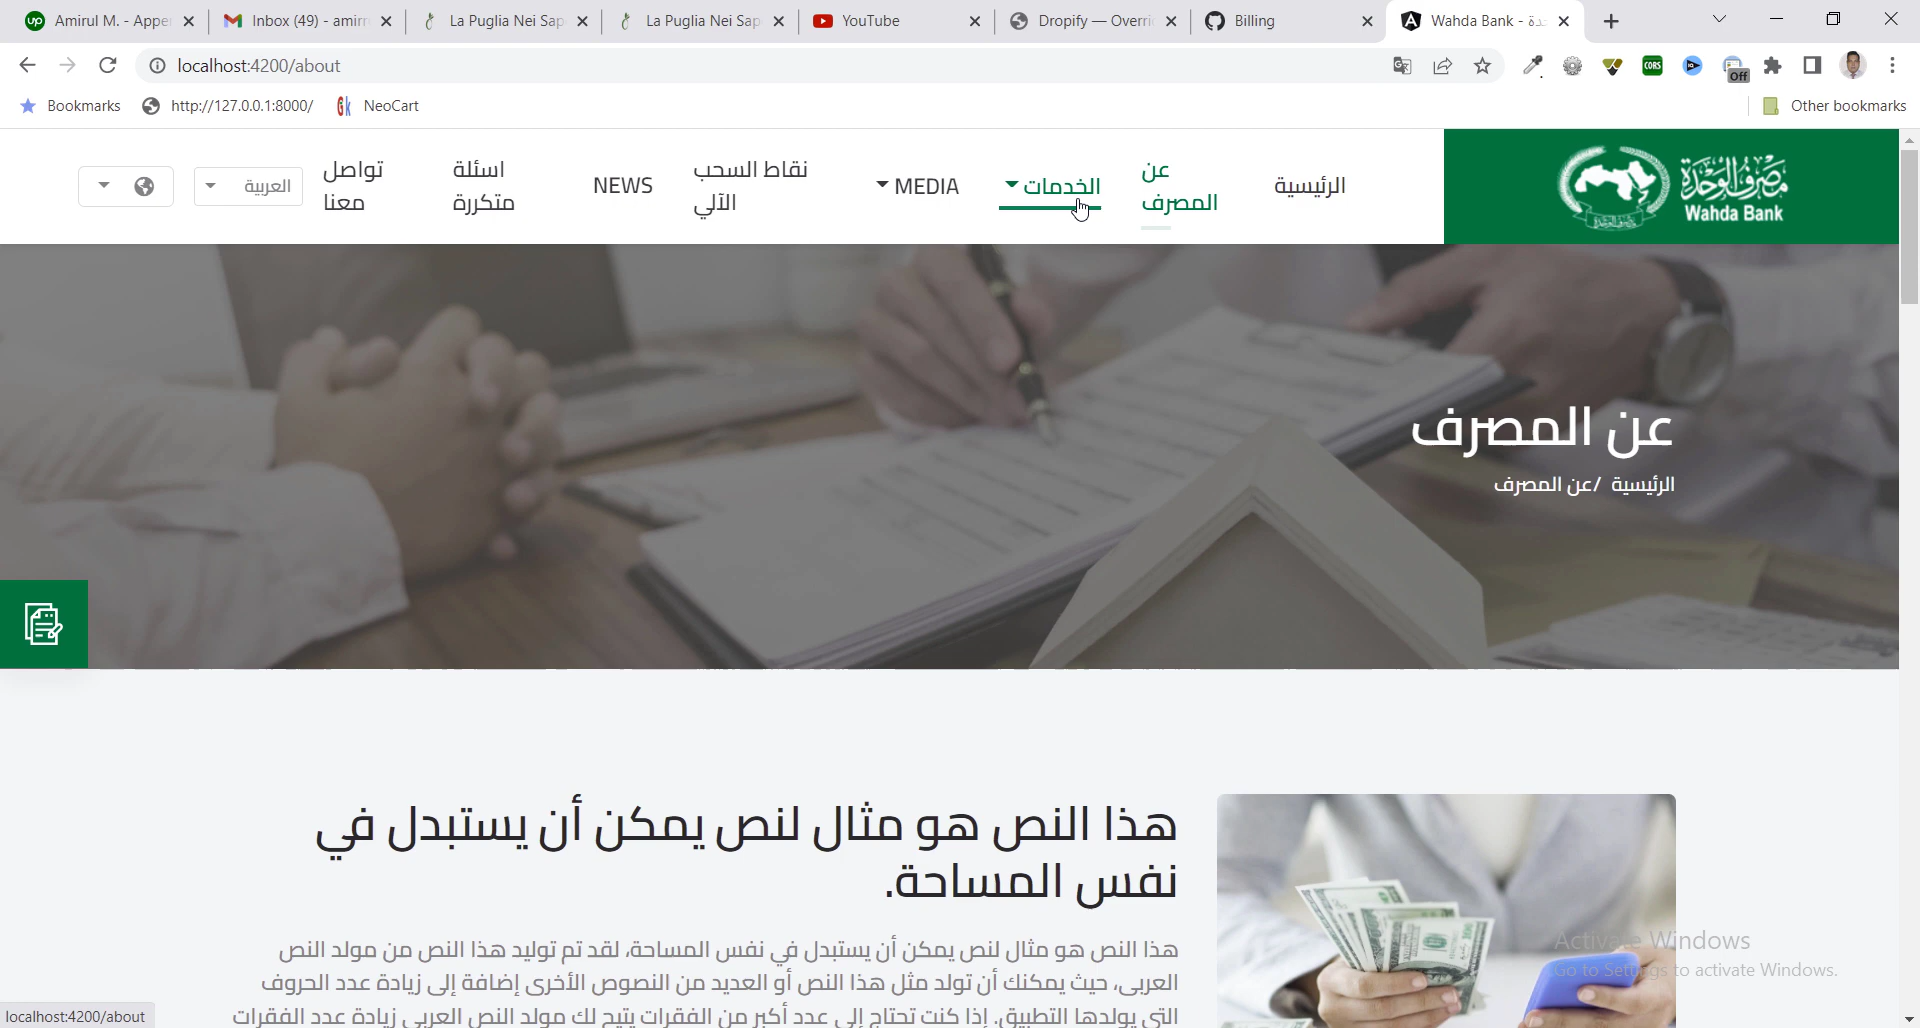 Amirul M. - Appe
Inbox (49) - amirr
La Puglia Nei Sap
La Puglia Nei Sap
YouTube
Dropify — Overri
Billing
Wahda Bank -
localhost:4200/about
CORS
Off
Bookmarks
http://127.0.0.1:8000/
NeoCart
Other bookmarks
مصرف الوحدة
Wahda Bank
الرئيسية
عن
المصرف
الخدمات
MEDIA
نقاط السحب
الآلي
NEWS
اسئلة
متكررة
تواصل
معنا
العربية
عن المصرف
الرئيسية /عن المصرف
هذا النص هو مثال لنص يمكن أن يستبدل في
نفس المساحة.
هذا النص هو مثال لنص يمكن أن يستبدل في نفس المساحة، لقد تم توليد هذا النص من مولد النص
العربى، حيث يمكنك أن تولد مثل هذا النص أو العديد من النصوص الأخرى إضافة إلى زيادة عدد الحروف
التى يولدها التطبيق. إذا كنت تحتاج إلى عدد أكبر من الفقرات يتيح لك مولد النص العربى زيادة عدد الفقرات
Activate Windows
Go to Settings to activate Windows.
localhost:4200/about